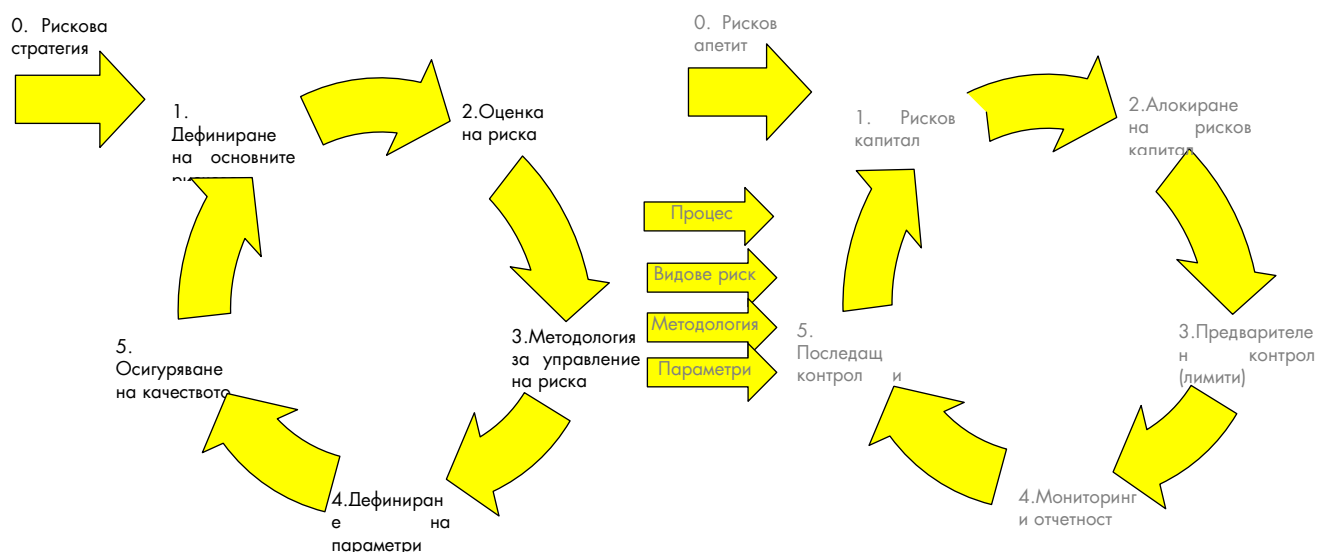 0. Рискова
стратегия
1.
Дефиниране
на основните
2.Оценка
на риска
3.Методология
за управление
на риска
4.Дефиниран
е на
параметри
5.
Осигуряване
на качеството
Процес
Видове риск
Методология
Параметри
0. Рисков
апетит
1. Рисков
капитал
2.Алокиране
на рисков
капитал
3.Предварителе
н контрол
(лимити)
4.Мониторинг
и отчетност
5.
Последащ
контрол и